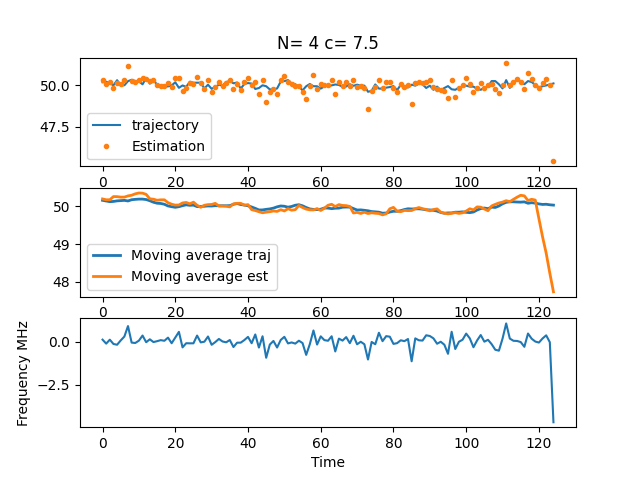 N= 4 c= 7.5
50.0
47.5
trajectory
Estimation
0 20 40 60 80 100 120
50
49
48
Moving average traj
Moving average est
0 20 40 60 80 100 120
Frequency MHz
0.0
−2.5
0 20 40 60 80 100 120
Time